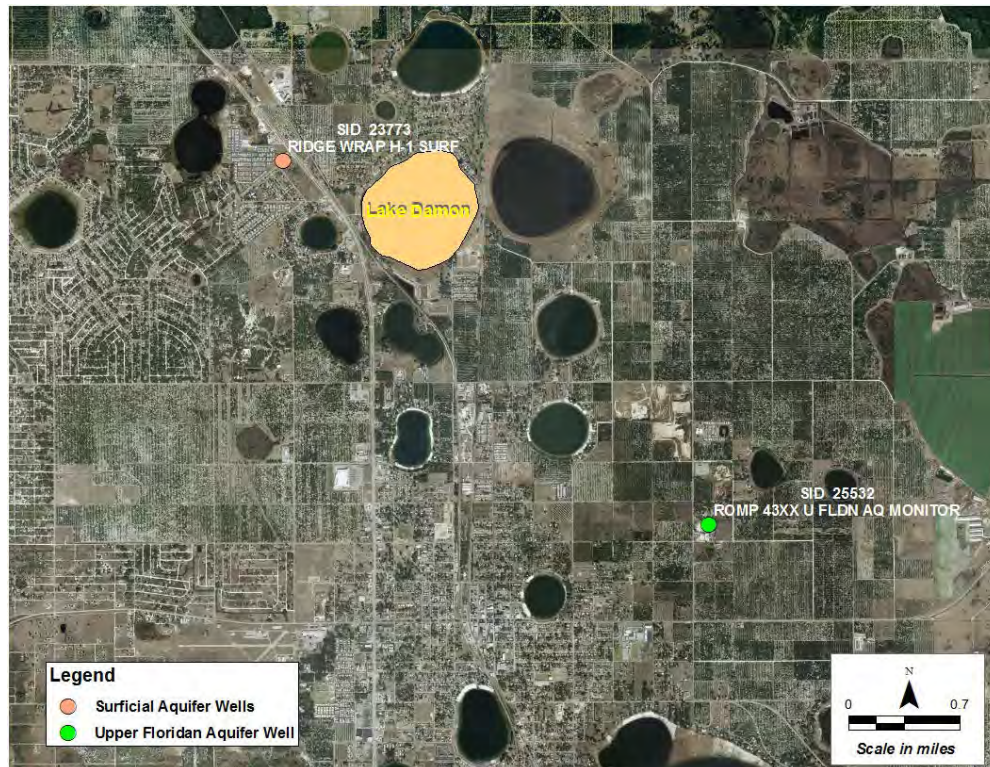 SID 23773
RIDGE WRAP H-1 SURF
Lake Damon
SID 25532
ROMP 43XX U FLDN AQ MONITOR
Legend
Surficial Aquifer Wells
Upper Floridan Aquifer Well
N
0 0.7
Scale in miles